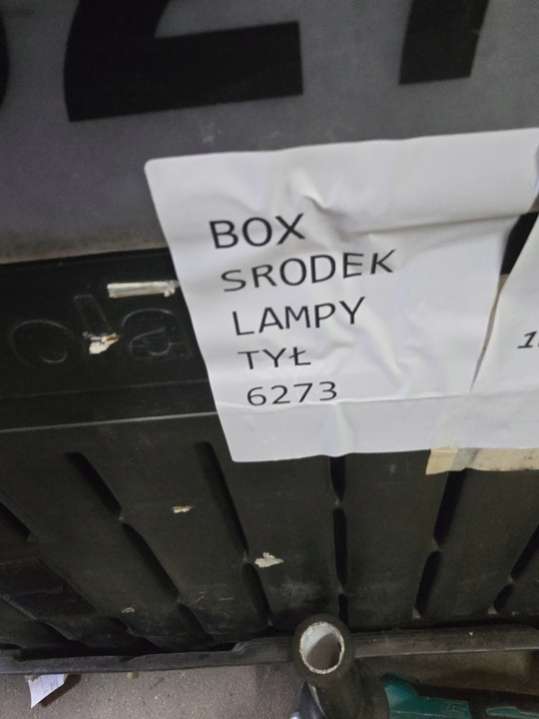 BOX
SRODEK
LAMPY
TYŁ
6273